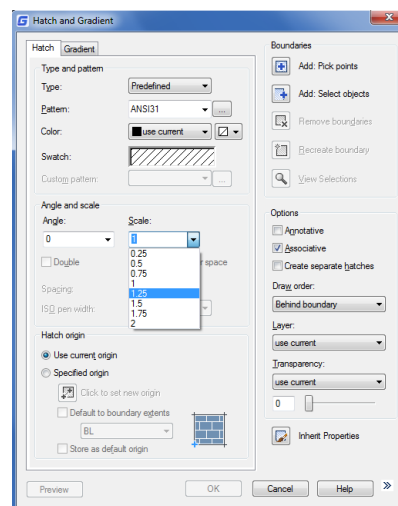 Hatch and Gradient
Hatch Gradient
Type and pattern
Type: Predefined
Pattern: ANSI31 ...
Color: use current
Swatch:
Custom pattern: ...
Angle and scale
Angle: Scale:
0 1
0.25
0.5
0.75
1
1.25
1.5
1.75
2
Double r space
Spacing:
ISO pen width:
Hatch origin
Use current origin
Specified origin
Click to set new origin
Default to boundary extents
BL
Store as default origin
Boundaries
Add: Pick points
Add: Select objects
Remove boundaries
Recreate boundary
View Selections
Options
Annotative
Associative
Create separate hatches
Draw order:
Behind boundary
Layer:
use current
Transparency:
use current
0
Inherit Properties
Preview OK Cancel Help